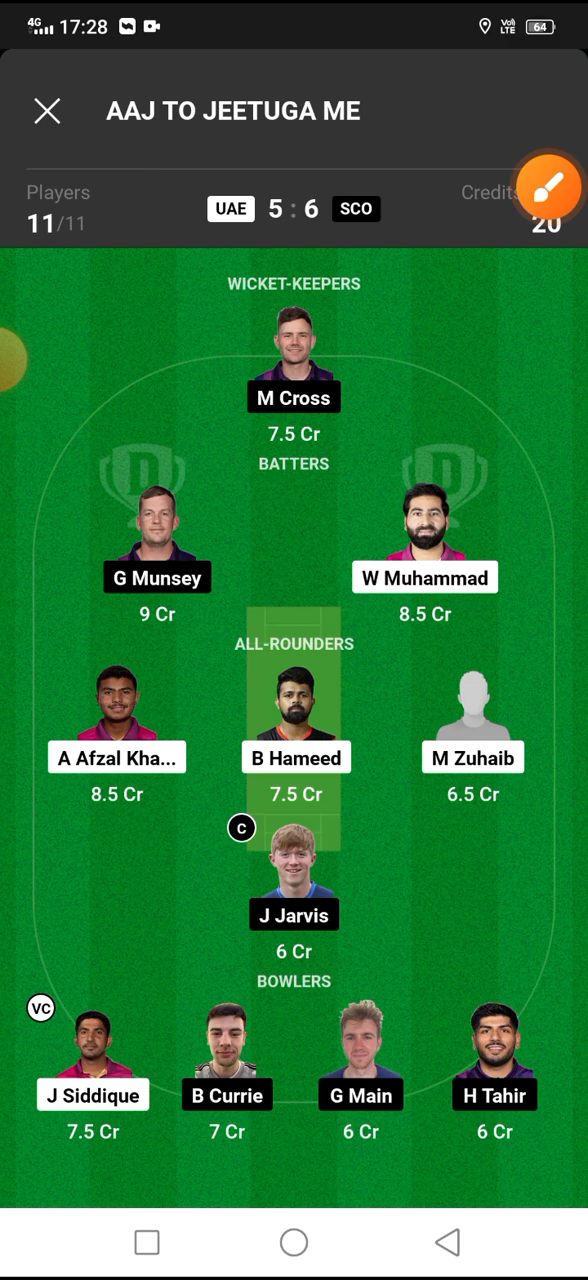 4G 17:28 Vol) LTE 64
AAJ TO JEETUGA ME
Players Credits
11/11 UAE 5 : 6 SCO 20
WICKET-KEEPERS
M Cross
7.5 Cr
BATTERS
G Munsey W Muhammad
9 Cr 8.5 Cr
ALL-ROUNDERS
A Afzal Kha... B Hameed M Zuhaib
8.5 Cr 7.5 Cr 6.5 Cr
C
J Jarvis
6 Cr
BOWLERS
VC
J Siddique B Currie G Main H Tahir
7.5 Cr 7 Cr 6 Cr 6 Cr